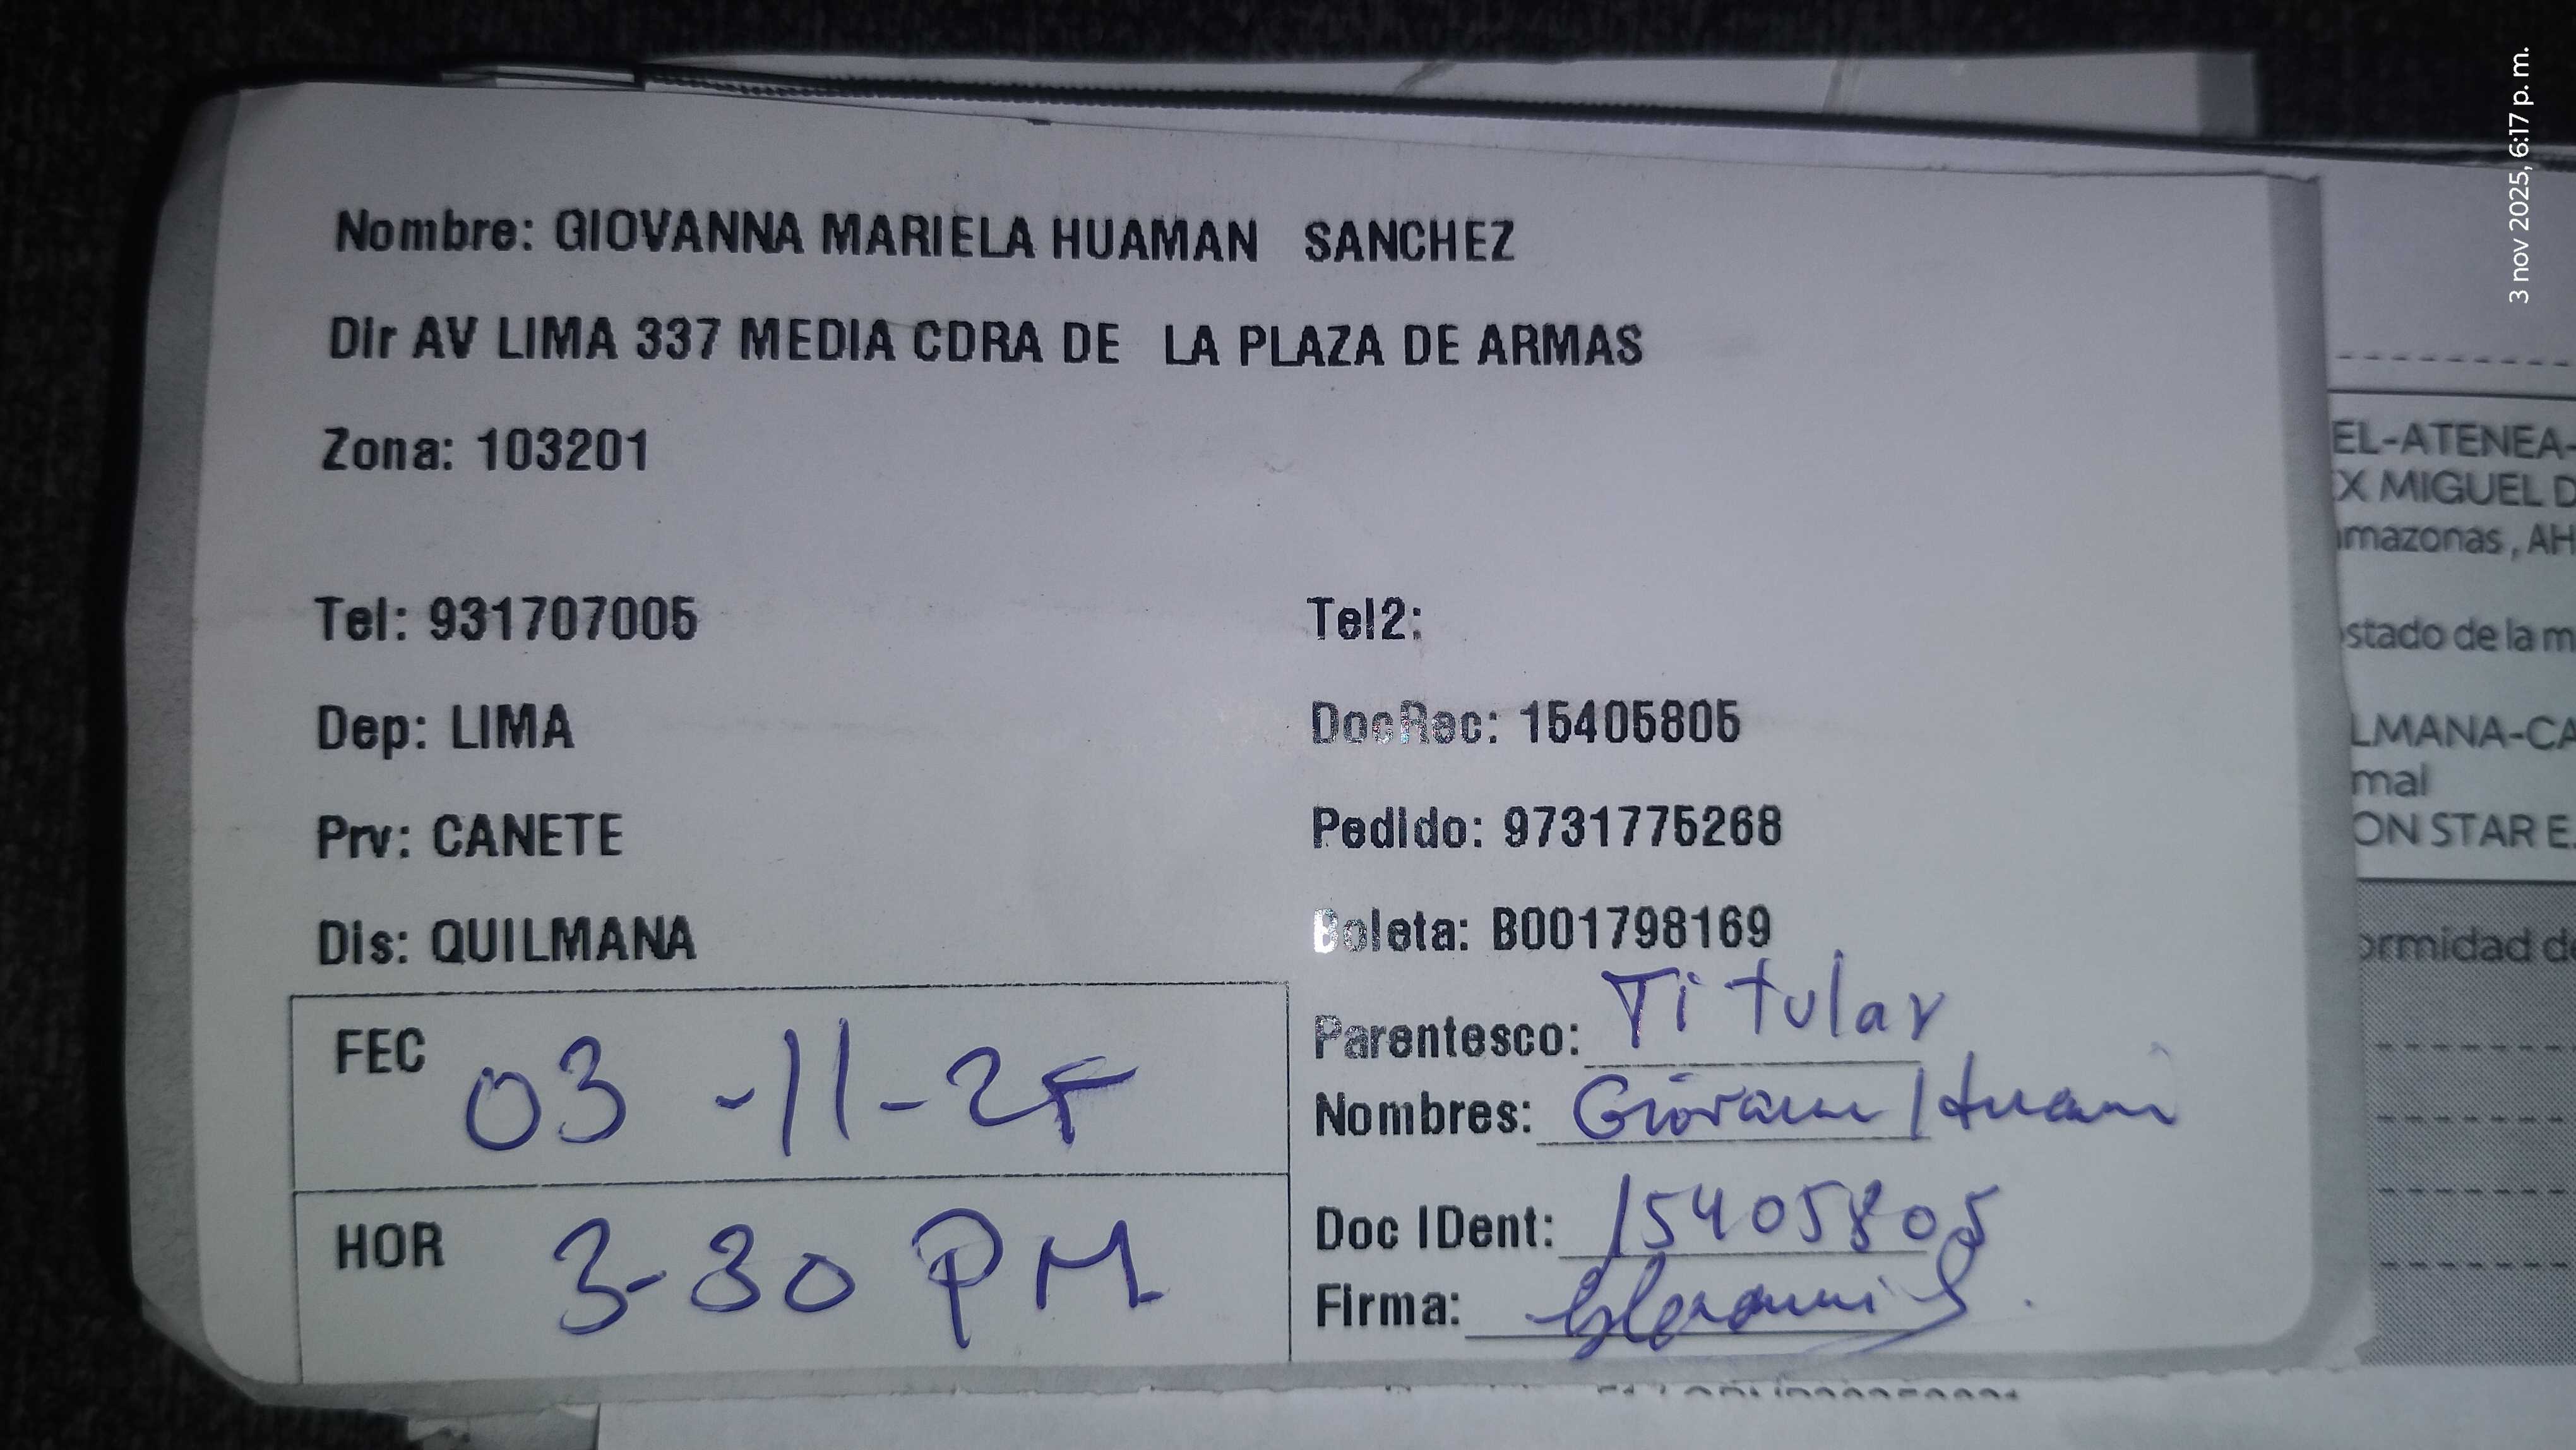 3 nov 2025, 6:17 p. m.
Nombre: GIOVANNA MARIELA HUAMAN SANCHEZ
Dir AV LIMA 337 MEDIA CDRA DE LA PLAZA DE ARMAS
Zona: 103201
Tel: 931707005
Tel2:
Dep: LIMA
DocRec: 15405805
Prv: CANETE
Pedido: 9731775268
Dis: QUILMANA
Boleta: B001798169
FEC 03-11-25
Parentesco: Titular
Nombres:
HOR 3-30 PM
Doc IDent: 15405805
Firma:
EL-ATENEA-
X MIGUEL D
mazonas , AH
stado de la m
LMANA-CA
mal
ON STAR E.
ormidad de